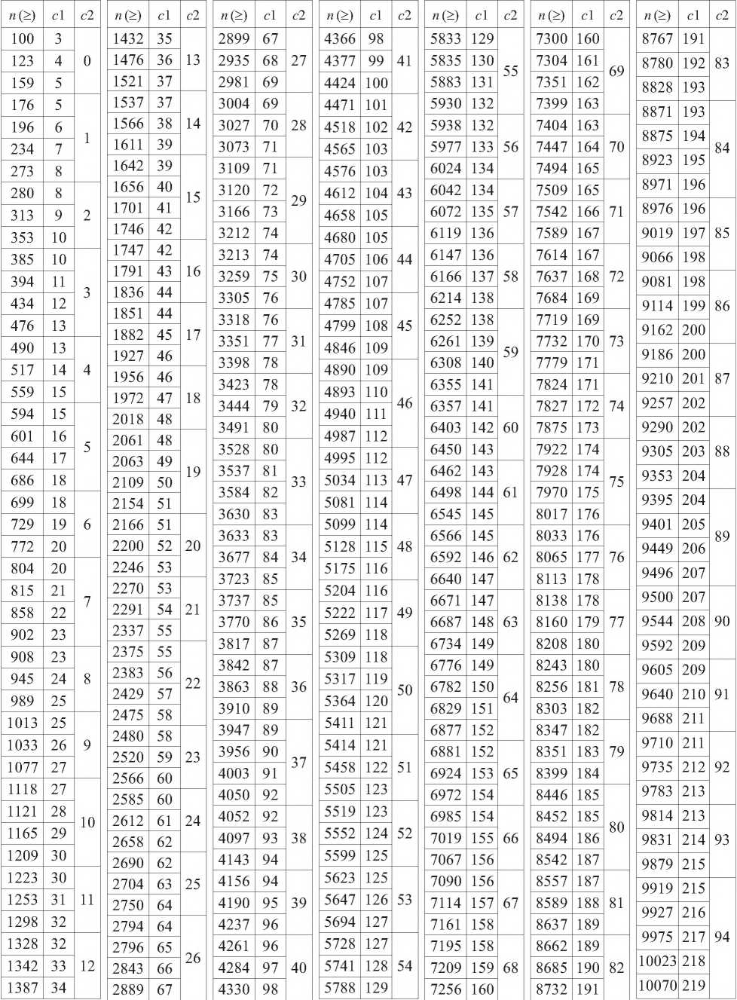 n (≥) c1 c2
100 3
123 4 0
159 5
176 5
196 6 1
234 7
273 8
280 8
313 9 2
353 10
385 10
394 11 3
434 12
476 13
490 13
517 14 4
559 15
594 15
601 16 5
644 17
686 18
699 18
729 19 6
772 20
804 20
815 21 7
858 22
902 23
908 23
945 24 8
989 25
1013 25
1033 26 9
1077 27
1118 27
1121 28 10
1165 29
1209 30
1223 30
1253 31 11
1298 32
1328 32
1342 33 12
1387 34
n (≥) c1 c2
1432 35
1476 36 13
1521 37
1537 37
1566 38 14
1611 39
1642 39
1656 40 15
1701 41
1746 42
1747 42
1791 43 16
1836 44
1851 44
1882 45 17
1927 46
1956 46
1972 47 18
2018 48
2061 48
2063 49 19
2109 50
2154 51
2166 51
2200 52 20
2246 53
2270 53
2291 54 21
2337 55
2375 55
2383 56 22
2429 57
2475 58
2480 58
2520 59 23
2566 60
2585 60
2612 61 24
2658 62
2690 62
2704 63 25
2750 64
2794 64
2796 65 26
2843 66
2889 67
n (≥) c1 c2
2899 67
2935 68 27
2981 69
3004 69
3027 70 28
3073 71
3109 71
3120 72 29
3166 73
3212 74
3213 74
3259 75 30
3305 76
3318 76
3351 77 31
3398 78
3423 78
3444 79 32
3491 80
3528 80
3537 81 33
3584 82
3630 83
3633 83
3677 84 34
3723 85
3737 85
3770 86 35
3817 87
3842 87
3863 88 36
3910 89
3947 89
3956 90 37
4003 91
4050 92
4052 92
4097 93 38
4143 94
4156 94
4190 95 39
4237 96
4261 96
4284 97 40
4330 98
n (≥) c1 c2
4366 98
4377 99 41
4424 100
4471 101
4518 102 42
4565 103
4576 103
4612 104 43
4658 105
4680 105
4705 106 44
4752 107
4785 107
4799 108 45
4846 109
4890 109
4893 110 46
4940 111
4987 112
4995 112
5034 113 47
5081 114
5099 114
5128 115 48
5175 116
5204 116
5222 117 49
5269 118
5309 118
5317 119 50
5364 120
5411 121
5414 121
5458 122 51
5505 123
5519 123
5552 124 52
5599 125
5623 125
5647 126 53
5694 127
5728 127
5741 128 54
5788 129
n (≥) c1 c2
5833 129
5835 130 55
5883 131
5930 132
5938 132
5977 133 56
6024 134
6042 134
6072 135 57
6119 136
6147 136
6166 137 58
6214 138
6252 138
6261 139 59
6308 140
6355 141
6357 141
6403 142 60
6450 143
6462 143
6498 144 61
6545 145
6566 145
6592 146 62
6640 147
6671 147
6687 148 63
6734 149
6776 149
6782 150 64
6829 151
6877 152
6881 152
6924 153 65
6972 154
6985 154
7019 155 66
7067 156
7090 156
7114 157 67
7161 158
7195 158
7209 159 68
7256 160
n (≥) c1 c2
7300 160
7304 161 69
7351 162
7399 163
7404 163
7447 164 70
7494 165
7509 165
7542 166 71
7589 167
7614 167
7637 168 72
7684 169
7719 169
7732 170 73
7779 171
7824 171
7827 172 74
7875 173
7922 174
7928 174 75
7970 175
8017 176
8033 176
8065 177 76
8113 178
8138 178
8160 179 77
8208 180
8243 180
8256 181 78
8303 182
8347 182
8351 183 79
8399 184
8446 185
8452 185 80
8494 186
8542 187
8557 187
8589 188 81
8637 189
8662 189
8685 190 82
8732 191
n (≥) c1 c2
8767 191
8780 192 83
8828 193
8871 193
8875 194 84
8923 195
8971 196
8976 196
9019 197 85
9066 198
9081 198
9114 199 86
9162 200
9186 200
9210 201 87
9257 202
9290 202
9305 203 88
9353 204
9395 204
9401 205 89
9449 206
9496 207
9500 207
9544 208 90
9592 209
9605 209
9640 210 91
9688 211
9710 211
9735 212 92
9783 213
9814 213
9831 214 93
9879 215
9919 215
9927 216
9975 217 94
10023 218
10070 219